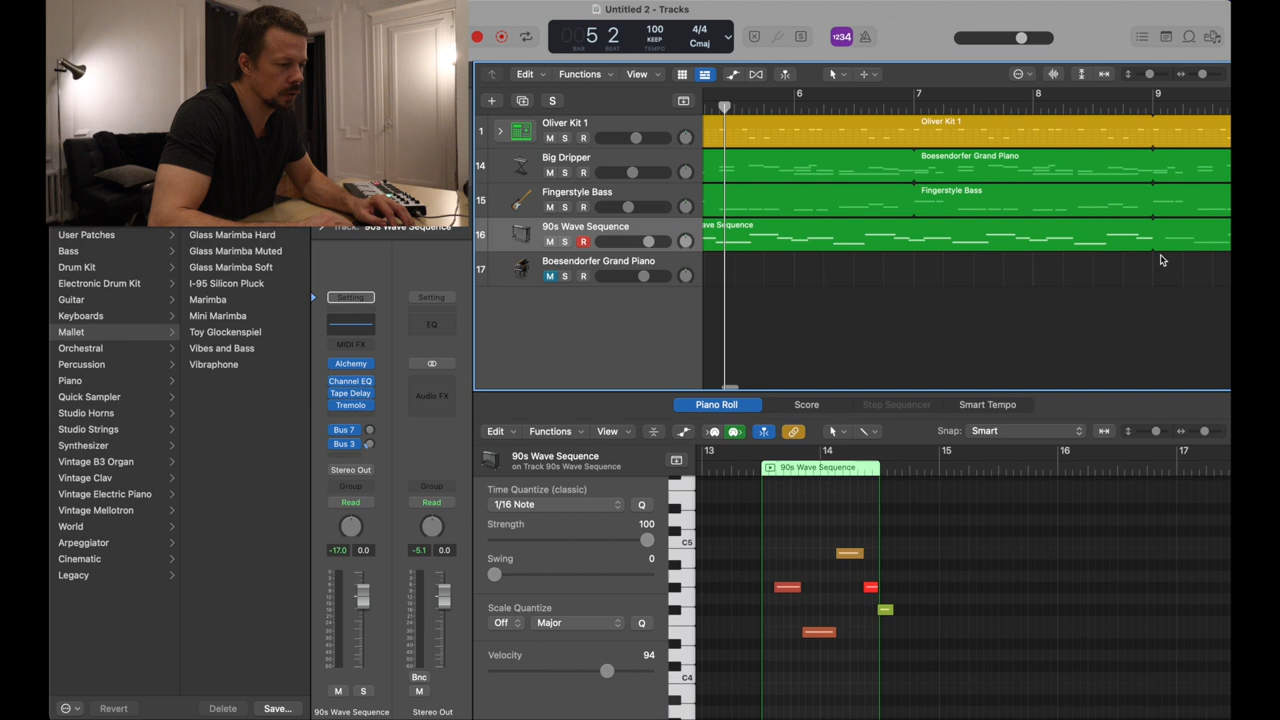 Untitled 2 - Tracks
005 2
BAR BEAT
100
KEEP
TEMPO
4/4
Cmaj
1234
Edit
Functions
View
S
6
7
8
9
1
Oliver Kit 1
M S R
Oliver Kit 1
14
Big Dripper
M S R
Boesendorfer Grand Piano
15
Fingerstyle Bass
M S R
Fingerstyle Bass
16
90s Wave Sequence
M S R
ave Sequence
17
Boesendorfer Grand Piano
M S R
User Patches
Bass
Drum Kit
Electronic Drum Kit
Guitar
Keyboards
Mallet
Orchestral
Percussion
Piano
Quick Sampler
Studio Horns
Studio Strings
Synthesizer
Vintage B3 Organ
Vintage Clav
Vintage Electric Piano
Vintage Mellotron
World
Arpeggiator
Cinematic
Legacy
Glass Marimba Hard
Glass Marimba Muted
Glass Marimba Soft
I-95 Silicon Pluck
Marimba
Mini Marimba
Toy Glockenspiel
Vibes and Bass
Vibraphone
Revert
Delete
Save...
Track: 90s Wave Sequence
Setting
MIDI FX
Alchemy
Channel EQ
Tape Delay
Tremolo
Bus 7
Bus 3
Stereo Out
Group
Read
-17.0 0.0
M S
90s Wave Sequence
Setting
EQ
Audio FX
Group
Read
-5.1 0.0
Bnc
M
Stereo Out
Piano Roll
Score
Step Sequencer
Smart Tempo
Edit
Functions
View
Snap: Smart
90s Wave Sequence
on Track 90s Wave Sequence
Time Quantize (classic)
1/16 Note
Q
Strength 100
Swing 0
Scale Quantize
Off
Major
Q
Velocity 94
13
14
15
16
17
90s Wave Sequence
C5
C4